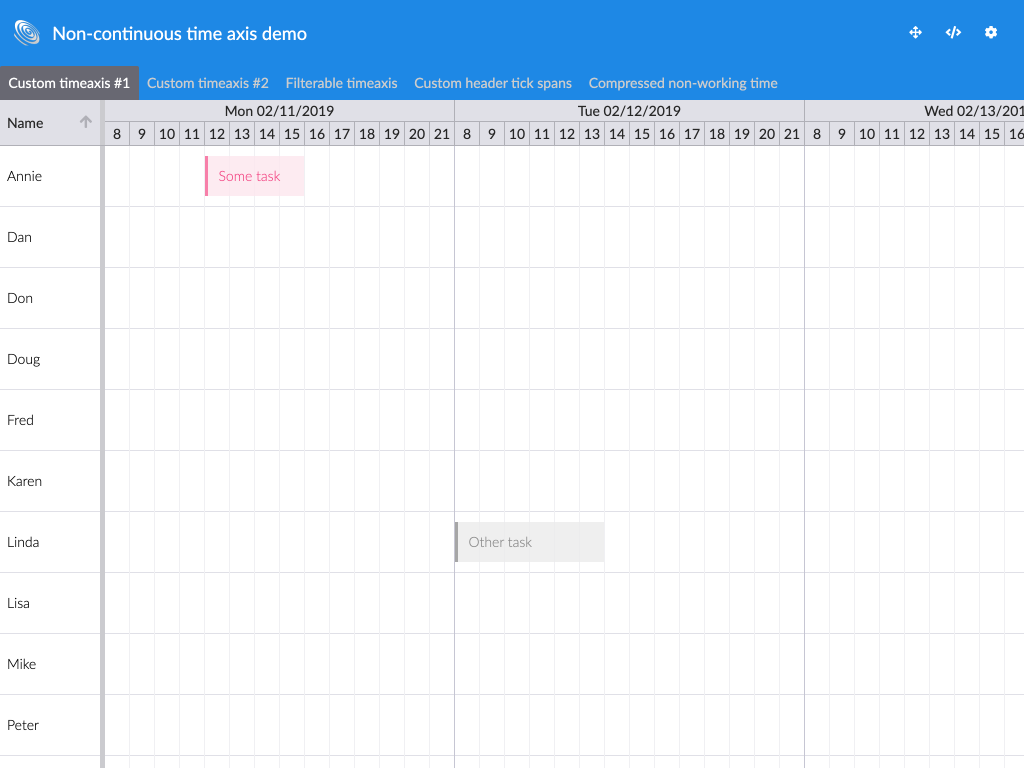 Non-continuous time axis demo
Custom timeaxis #1 Custom timeaxis #2 Filterable timeaxis Custom header tick spans Compressed non-working time
Name
Mon 02/11/2019 Tue 02/12/2019 Wed 02/13/201
8 9 10 11 12 13 14 15 16 17 18 19 20 21 8 9 10 11 12 13 14 15 16 17 18 19 20 21 8 9 10 11 12 13 14 15 16
Annie
Some task
Dan
Don
Doug
Fred
Karen
Linda
Other task
Lisa
Mike
Peter